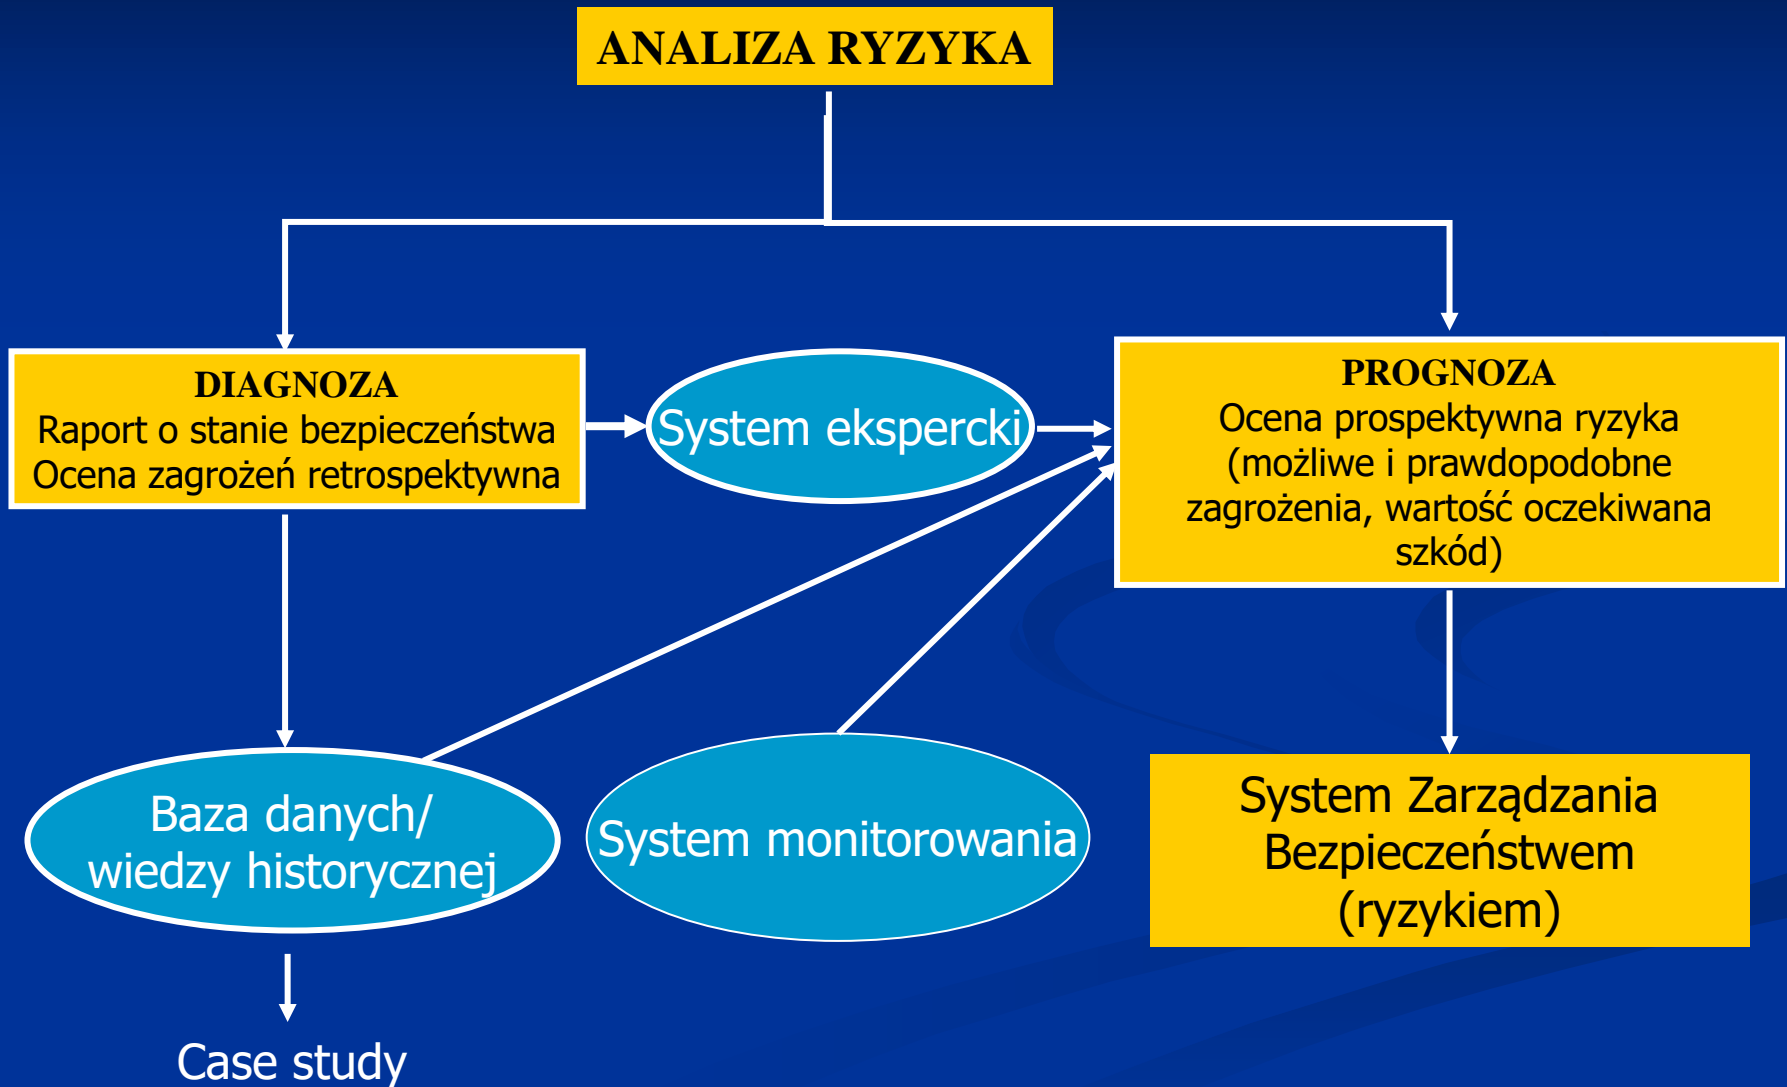 ANALIZA RYZYKA
DIAGNOZA
Raport o stanie bezpieczeństwa
Ocena zagrożeń retrospektywna
System ekspercki
PROGNOZA
Ocena prospektywna ryzyka
(możliwe i prawdopodobne
zagrożenia, wartość oczekiwana
szkód)
Baza danych/
wiedzy historycznej
System monitorowania
System Zarządzania
Bezpieczeństwem
(ryzykiem)
Case study